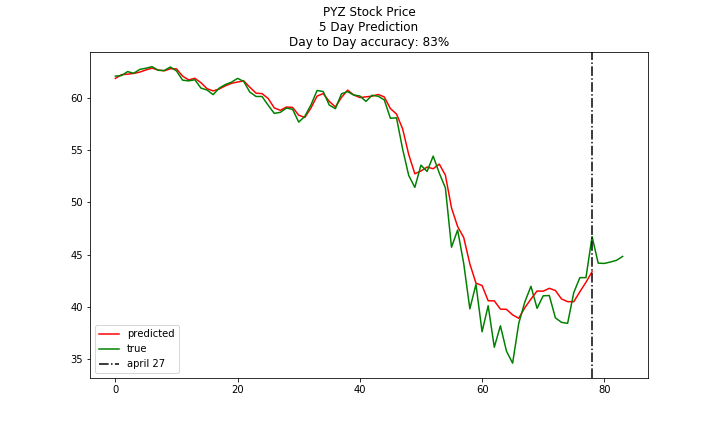 PYZ Stock Price
5 Day Prediction
Day to Day accuracy: 83%
60
55
50
45
40
35
predicted
true
april 27
0
20
40
60
80